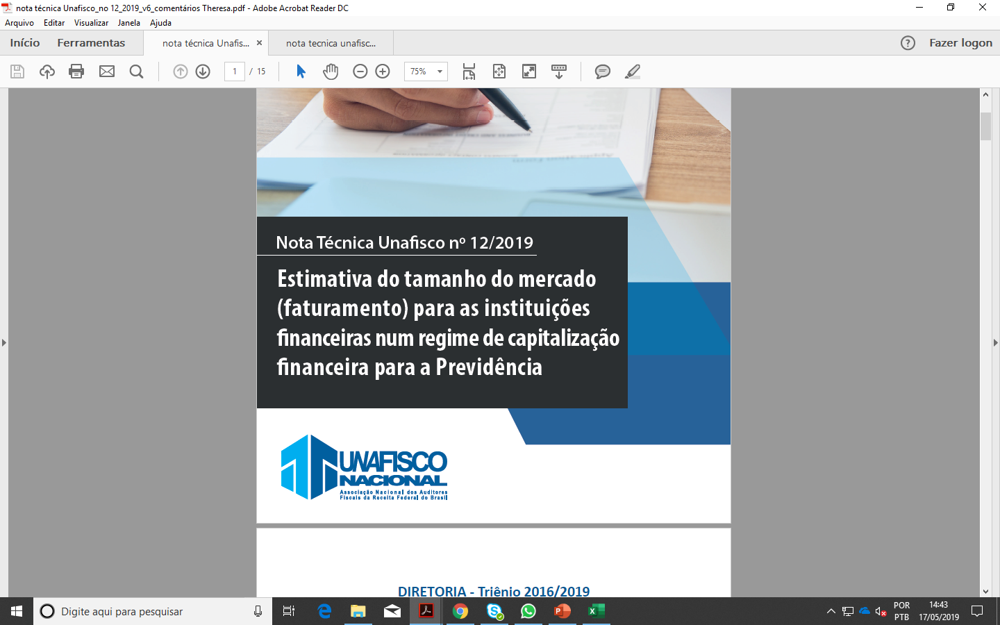 nota técnica Unafisco_no 12_2019_v6_comentários Theresa.pdf - Adobe Acrobat Reader DC
Arquivo Editar Visualizar Janela Ajuda
Início Ferramentas nota técnica Unafis... × nota tecnica unafisc... ? Fazer logon
1 / 15 75%
Nota Técnica Unafisco nº 12/2019
Estimativa do tamanho do mercado
(faturamento) para as instituições
financeiras num regime de capitalização
financeira para a Previdência
UNAFISCO
NACIONAL
Associação Nacional dos Auditores
Fiscais da Receita Federal do Brasil
DIRETORIA - Triênio 2016/2019
Digite aqui para pesquisar
POR
PTB
14:43
17/05/2019